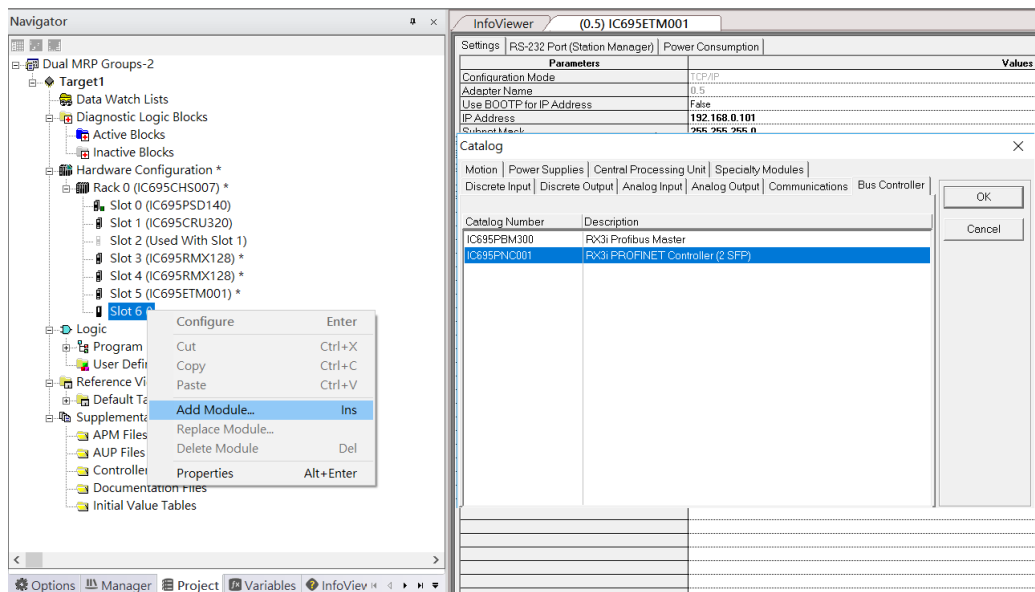 Navigator
Dual MRP Groups-2
Target1
Data Watch Lists
Diagnostic Logic Blocks
Active Blocks
Inactive Blocks
Hardware Configuration *
Rack 0 (IC695CHS007) *
Slot 0 (IC695PSD140)
Slot 1 (IC695CRU320)
Slot 2 (Used With Slot 1)
Slot 3 (IC695RMX128) *
Slot 4 (IC695RMX128) *
Slot 5 (IC695ETM001) *
Slot 6
Logic
Program
User Defi
Reference Vi
Default Ta
Supplementa
APM Files
AUP Files
Controller
Documentation Files
Initial Value Tables
Configure Enter
Cut Ctrl+X
Copy Ctrl+C
Paste Ctrl+V
Add Module... Ins
Replace Module...
Delete Module Del
Properties Alt+Enter
Options Manager Project Variables InfoView
InfoViewer (0.5) IC695ETM001
Settings RS-232 Port (Station Manager) Power Consumption
Parameters Values
Configuration Mode TCP/IP
Adapter Name 0.5
Use BOOTP for IP Address False
IP Address 192.168.0.101
Subnet Mask 255.255.255.0
Catalog
Motion Power Supplies Central Processing Unit Specialty Modules
Discrete Input Discrete Output Analog Input Analog Output Communications Bus Controller
Catalog Number Description
IC695PBM300 RX3i Profibus Master
IC695PNC001 RX3i PROFINET Controller (2 SFP)
OK
Cancel